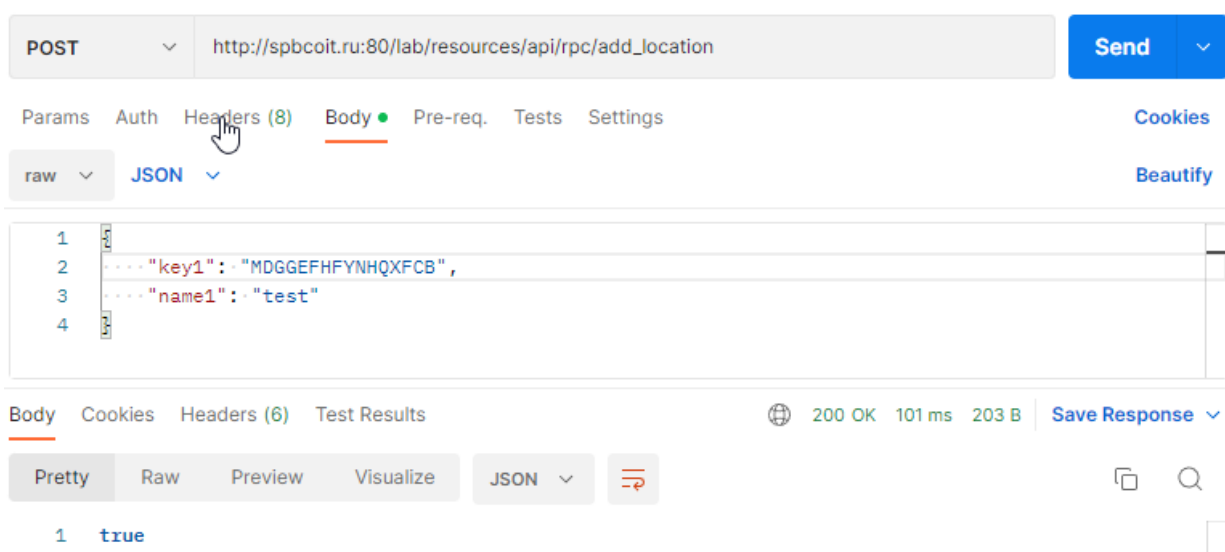 POST http://spbcoit.ru:80/lab/resources/api/rpc/add_location Send
Params Auth Headers (8) Body Pre-req. Tests Settings Cookies
raw JSON Beautify
1 {
2 "key1": "MDGGEFHFYNHQXFCB",
3 "name1": "test"
4 }
Body Cookies Headers (6) Test Results 200 OK 101 ms 203 B Save Response
Pretty Raw Preview Visualize JSON
1 true